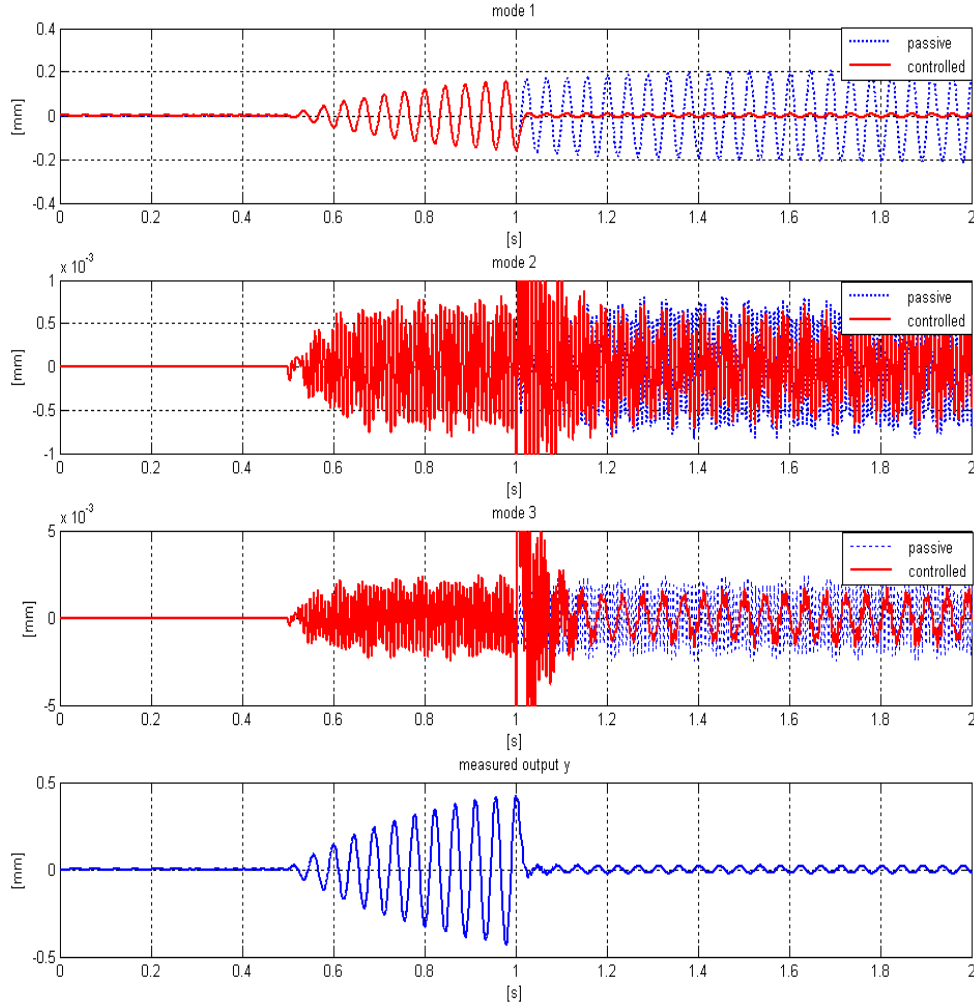 mode 1
0.4
0.2
0
-0.2
-0.4
[mm]
passive
controlled
0 0.2 0.4 0.6 0.8 1 1.2 1.4 1.6 1.8 2
[s]
x 10^-3
mode 2
1
0.5
0
-0.5
-1
[mm]
passive
controlled
0 0.2 0.4 0.6 0.8 1 1.2 1.4 1.6 1.8 2
[s]
x 10^-3
mode 3
5
0
-5
[mm]
passive
controlled
0 0.2 0.4 0.6 0.8 1 1.2 1.4 1.6 1.8 2
[s]
measured output y
0.5
0
-0.5
[mm]
0 0.2 0.4 0.6 0.8 1 1.2 1.4 1.6 1.8 2
[s]